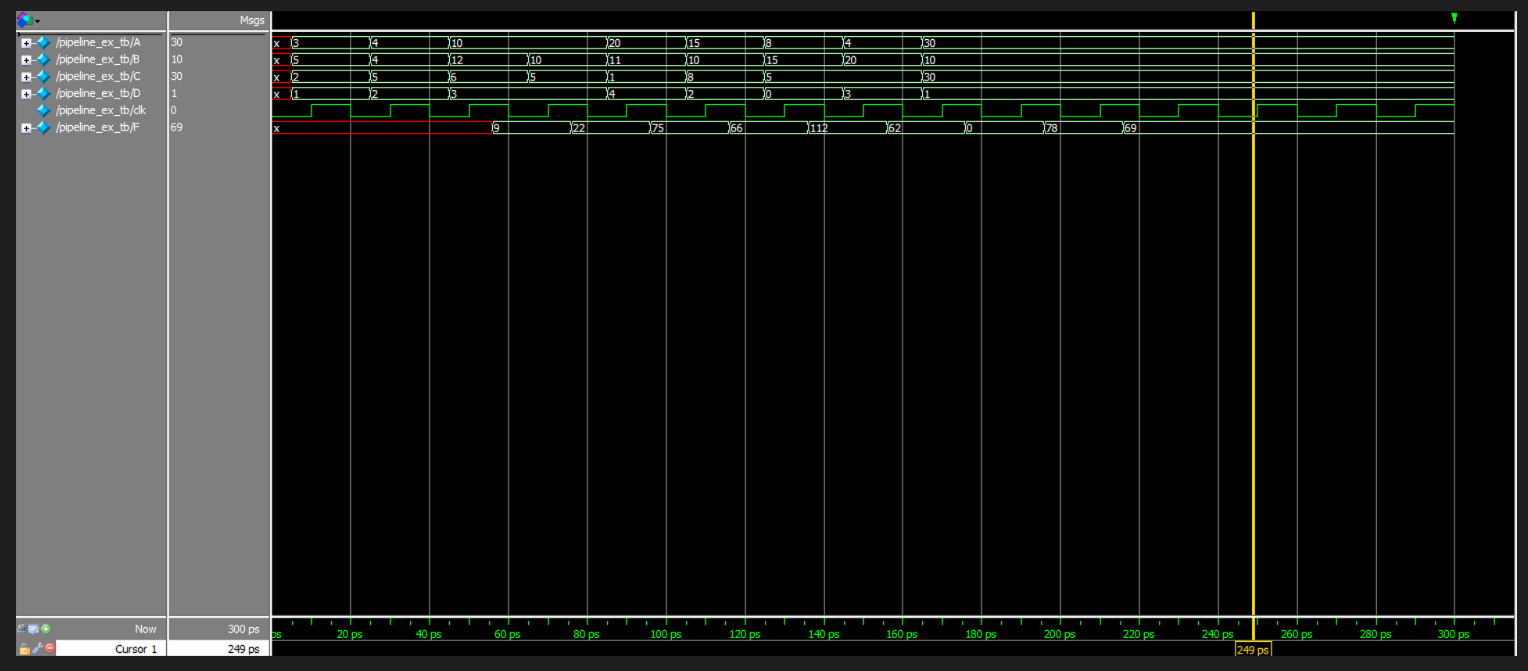 Msgs
/pipeline_ex_tb/A 30 x 3 4 10 20 15 8 4 30
/pipeline_ex_tb/B 10 x 5 4 12 10 11 10 15 20 10
/pipeline_ex_tb/C 30 x 2 5 6 5 1 8 5 30
/pipeline_ex_tb/D 1 x 1 2 3 4 2 0 3 1
/pipeline_ex_tb/clk 0
/pipeline_ex_tb/F 69 x 9 22 75 66 112 62 0 78 69
Now 300 ps ps 20 ps 40 ps 60 ps 80 ps 100 ps 120 ps 140 ps 160 ps 180 ps 200 ps 220 ps 240 ps 260 ps 280 ps 300 ps
Cursor 1 249 ps 249 ps